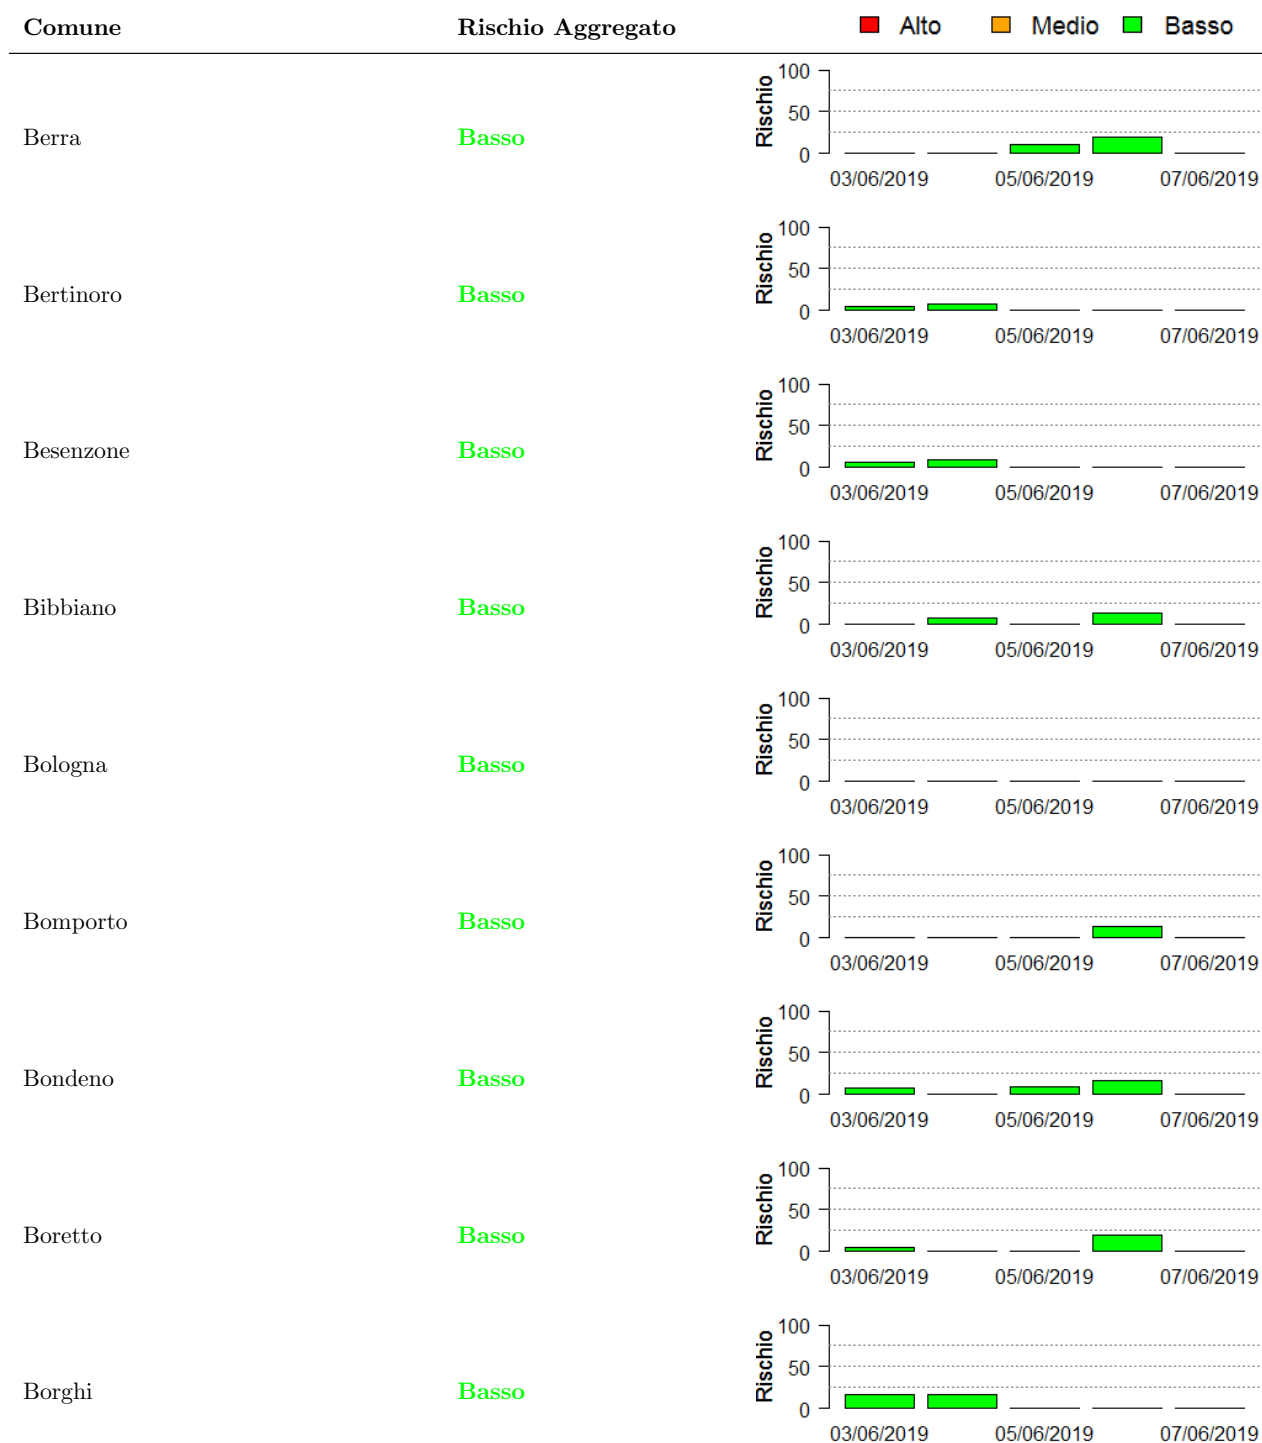 Comune Rischio Aggregato Alto Medio Basso
Berra Basso Rischio 100 50 0
03/06/2019 05/06/2019 07/06/2019
Bertinoro Basso Rischio 100 50 0
03/06/2019 05/06/2019 07/06/2019
Besenzone Basso Rischio 100 50 0
03/06/2019 05/06/2019 07/06/2019
Bibbiano Basso Rischio 100 50 0
03/06/2019 05/06/2019 07/06/2019
Bologna Basso Rischio 100 50 0
03/06/2019 05/06/2019 07/06/2019
Bomporto Basso Rischio 100 50 0
03/06/2019 05/06/2019 07/06/2019
Bondeno Basso Rischio 100 50 0
03/06/2019 05/06/2019 07/06/2019
Boretto Basso Rischio 100 50 0
03/06/2019 05/06/2019 07/06/2019
Borghi Basso Rischio 100 50 0
03/06/2019 05/06/2019 07/06/2019